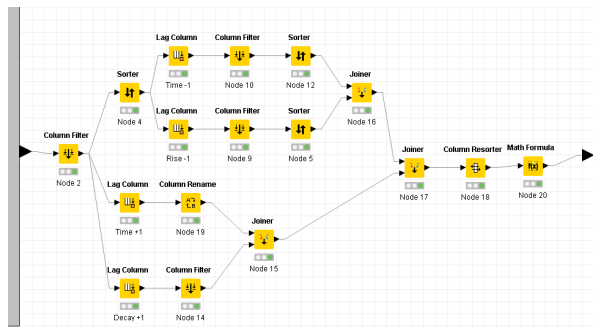 Lag Column
Column Filter
Sorter
Time -1
Node 10
Node 12
Sorter
Node 4
Joiner
Node 16
Lag Column
Column Filter
Sorter
Rise -1
Node 9
Node 5
Column Filter
Node 2
Joiner
Column Resorter
Math Formula
f(x)
Node 17
Node 18
Node 20
Lag Column
Column Rename
Time +1
Node 19
Joiner
Node 15
Lag Column
Column Filter
Decay +1
Node 14